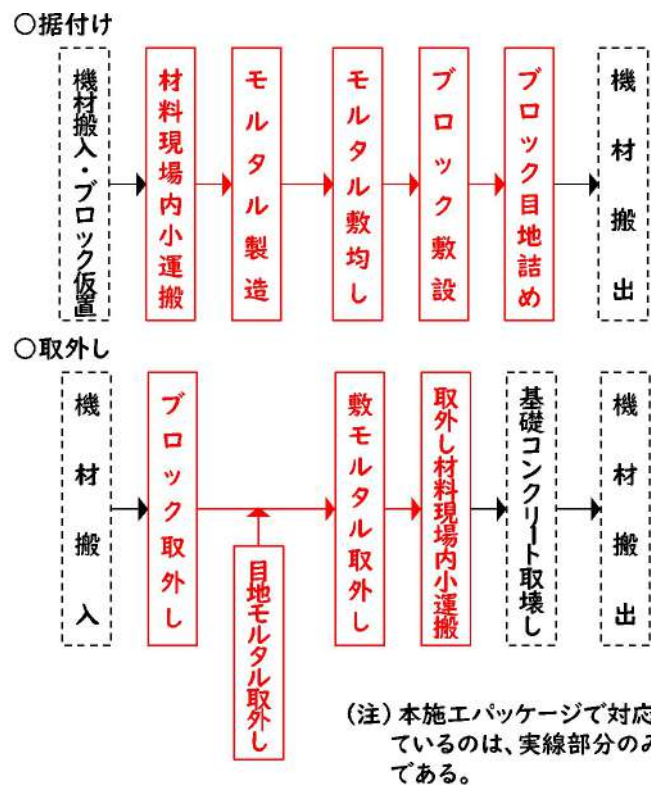 ○据付け
機材搬入・ブロック仮置
材料現場内小運搬
モルタル製造
モルタル敷均し
ブロック敷設
ブロック目地詰め
機材搬出
○取外し
機材搬入
ブロック取外し
目地モルタル取外し
敷モルタル取外し
取外し材料現場内小運搬
基礎コンクリート取壊し
機材搬出
(注)本施工パッケージで対応
ているのは、実線部分のみ
である。